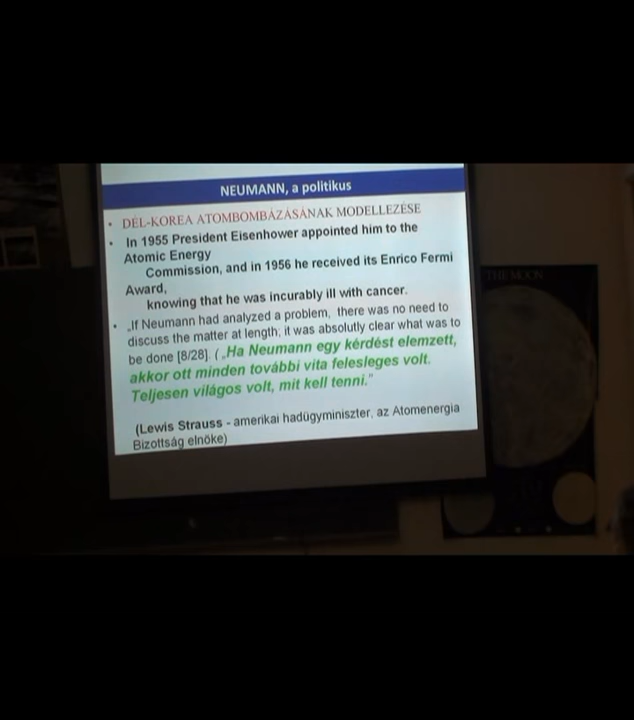 NEUMANN, a politikus
• DÉL-KOREA ATOMBOMBÁZÁSÁNAK MODELLEZÉSE
• In 1955 President Eisenhower appointed him to the
Atomic Energy
Commission, and in 1956 he received its Enrico Fermi
Award,
knowing that he was incurably ill with cancer.
• „If Neumann had analyzed a problem, there was no need to
discuss the matter at length; it was absolutly clear what was to
be done [8/28]. ( „Ha Neumann egy kérdést elemzett,
akkor ott minden további vita felesleges volt.
Teljesen világos volt, mit kell tenni.”
(Lewis Strauss - amerikai hadügyminiszter, az Atomenergia
Bizottság elnöke)
THE MOON